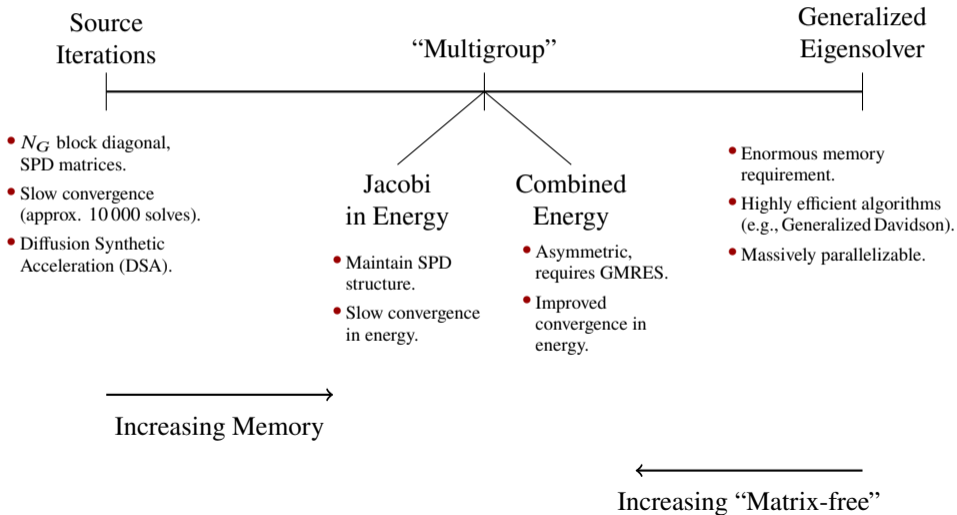 Source
Iterations
“Multigroup”
Generalized
Eigensolver
• N_G block diagonal,
SPD matrices.
• Slow convergence
(approx. 10 000 solves).
• Diffusion Synthetic
Acceleration (DSA).
Jacobi
in Energy
• Maintain SPD
structure.
• Slow convergence
in energy.
Combined
Energy
• Asymmetric,
requires GMRES.
• Improved
convergence in
energy.
• Enormous memory
requirement.
• Highly efficient algorithms
(e.g., Generalized Davidson).
• Massively parallelizable.
Increasing Memory
Increasing “Matrix-free”